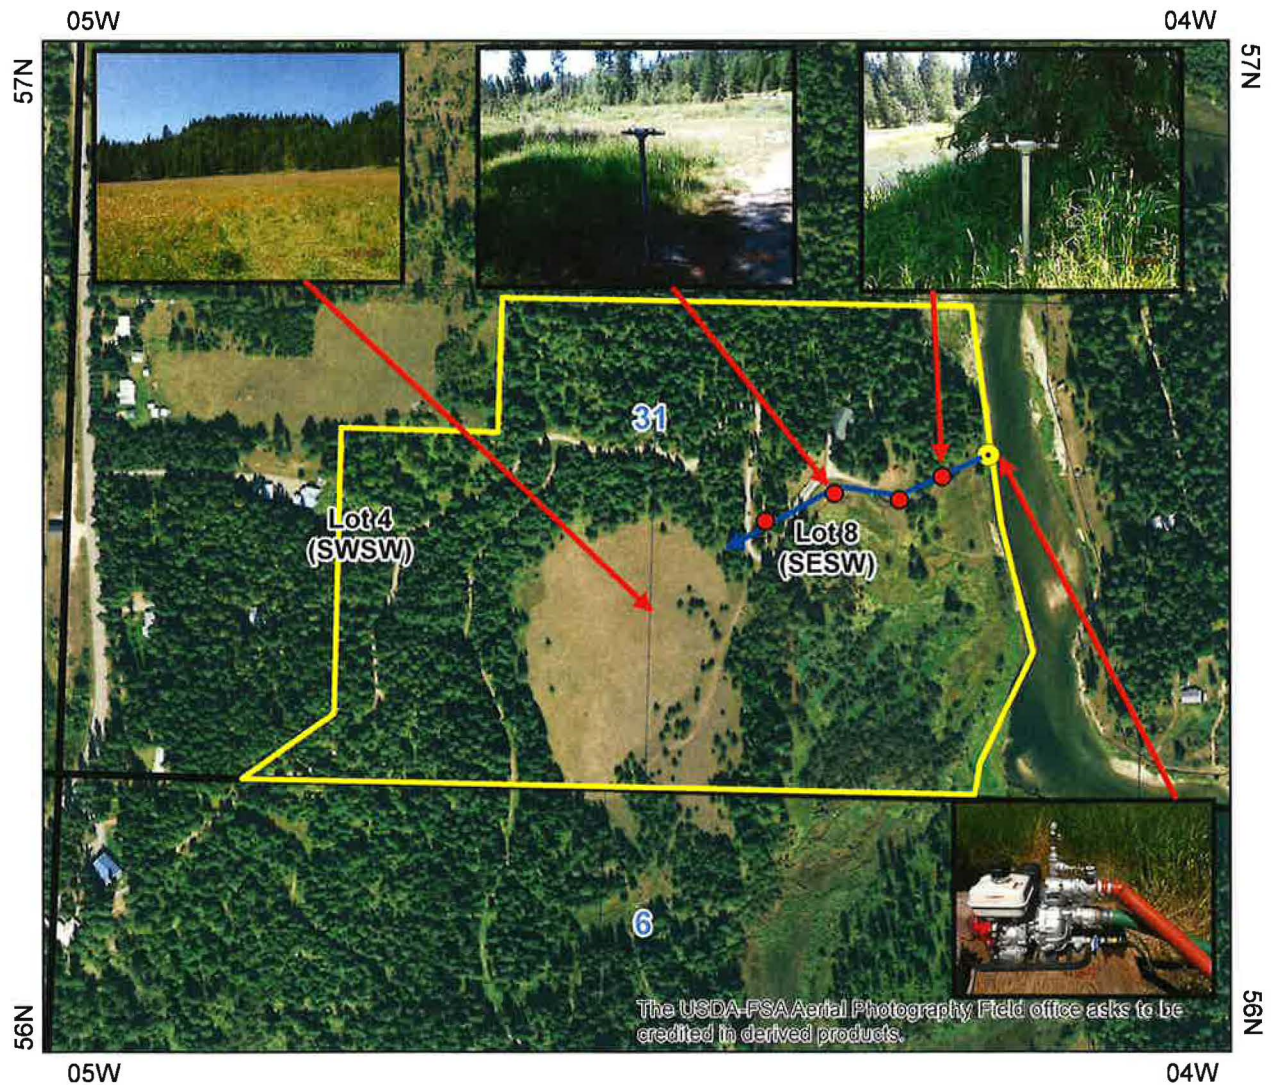 05W
04W
57N
57N
31
Lot 4
(SWSW)
Lot 8
(SESW)
6
The USDA-FSA Aerial Photography Field office asks to be
credited in derived products.
56N
56N
05W
04W